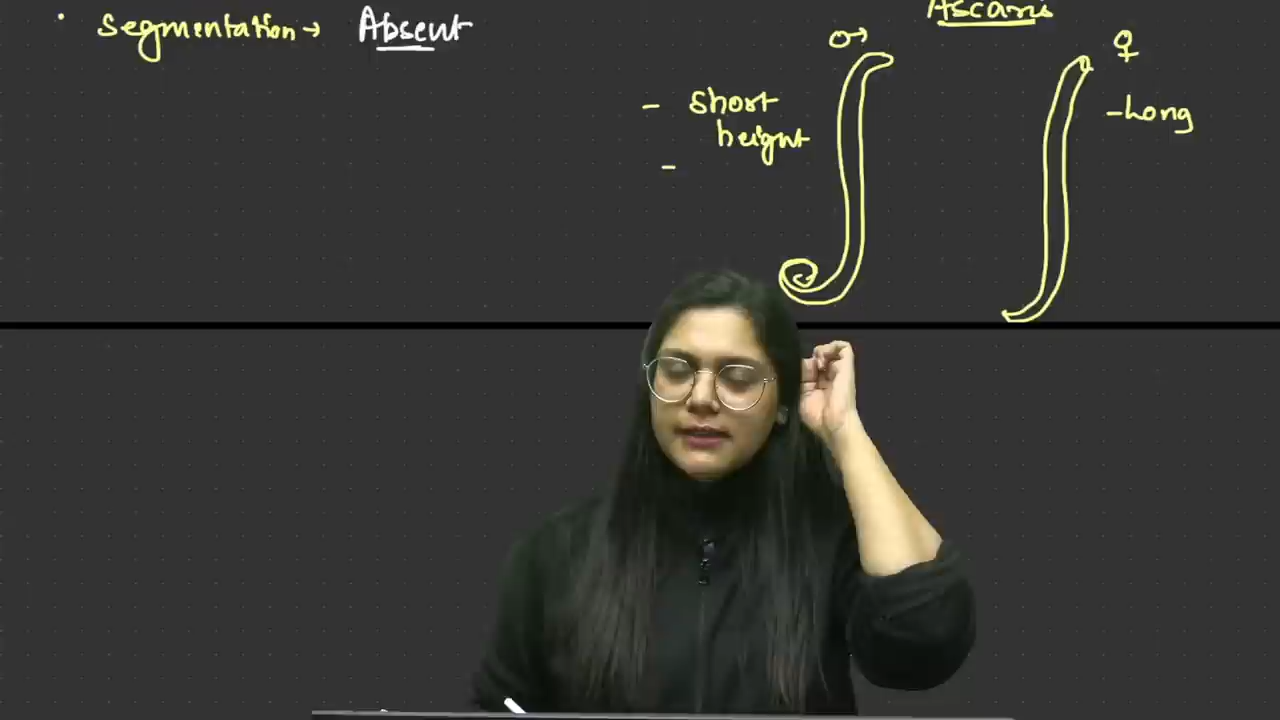 • Segmentation → Absent
Ascaris
♂ ♀
- Short
height
- Long
-